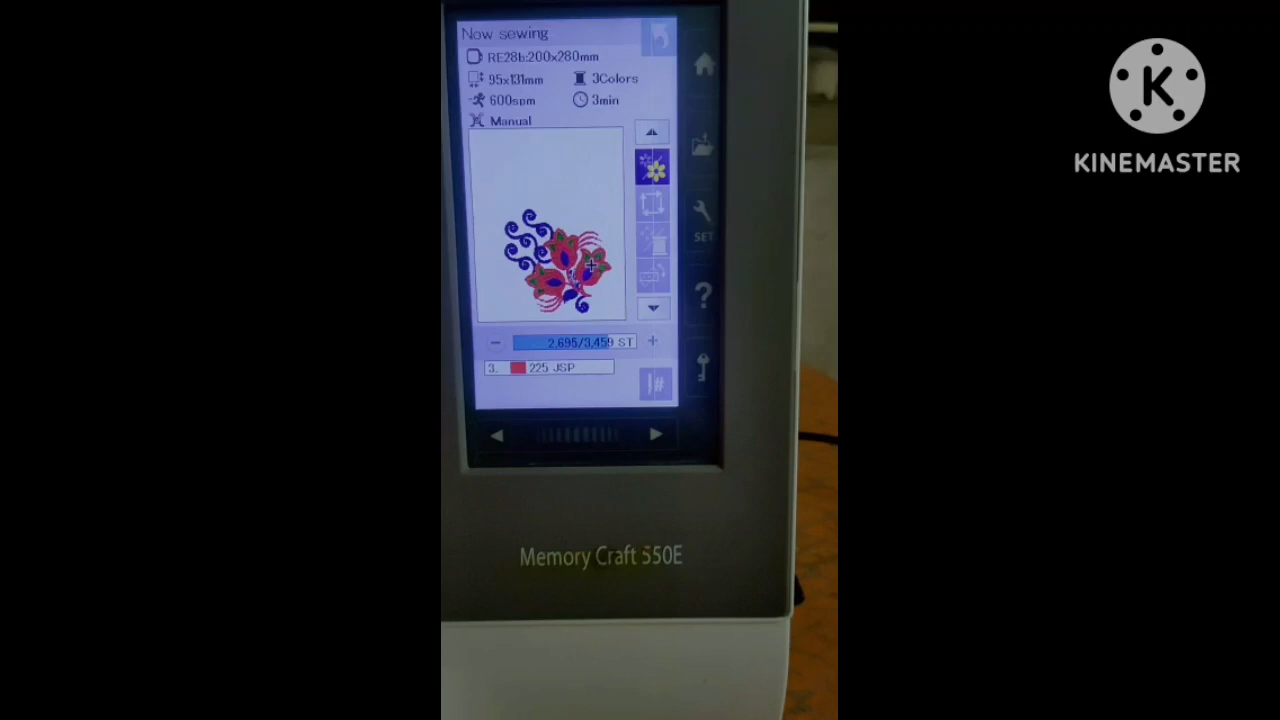 Now sewing
RE28b:200x280mm
95x131mm 3Colors
600spm 3min
Manual
SET
?
2,695/3,459 ST
3. 225 JSP
#
Memory Craft 550E
K
KINEMASTER